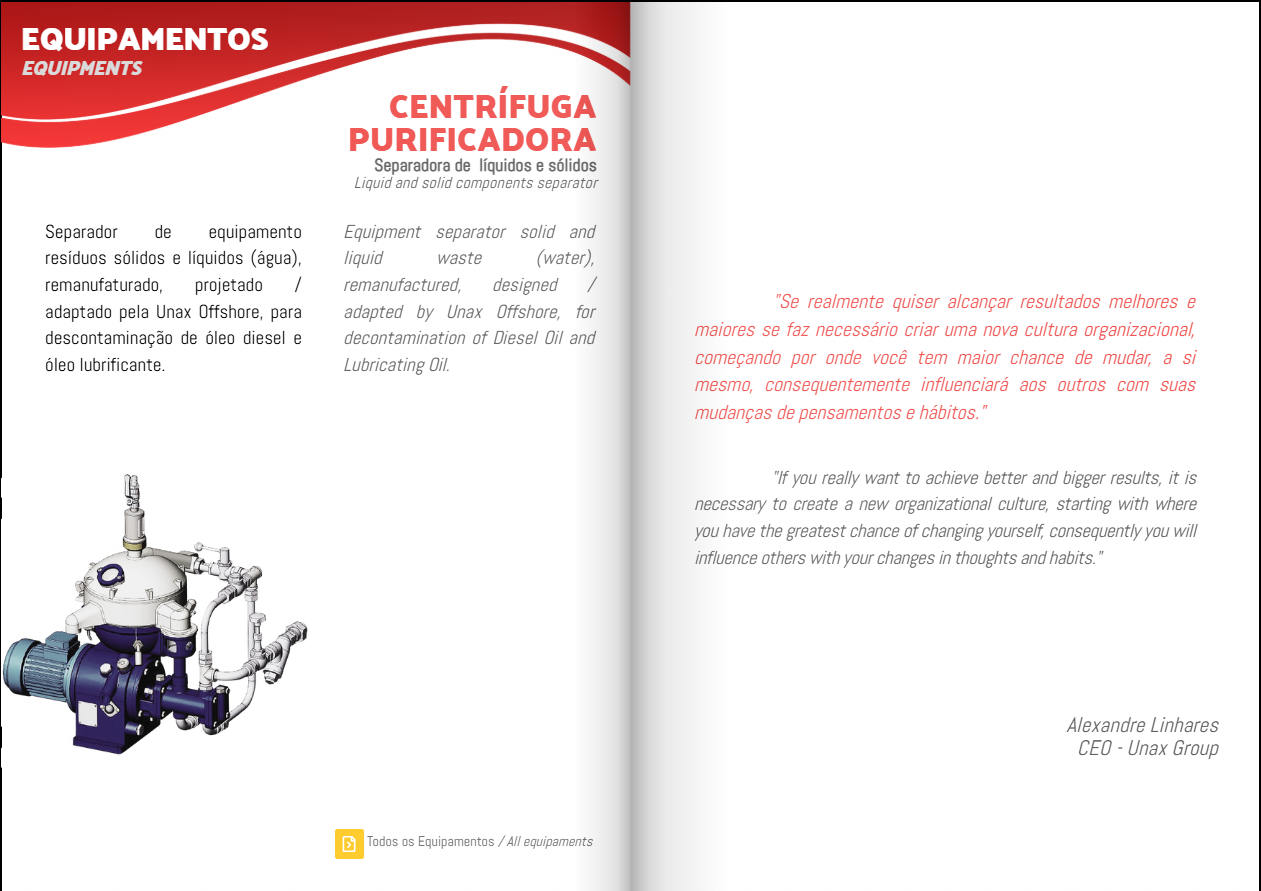 EQUIPAMENTOS
EQUIPMENTS
CENTRÍFUGA
PURIFICADORA
Separadora de líquidos e sólidos
Liquid and solid components separator
Separador de equipamento
resíduos sólidos e líquidos (água),
remanufaturado, projetado /
adaptado pela Unax Offshore, para
descontaminação de óleo diesel e
óleo lubrificante.
Equipment separator solid and
liquid waste (water),
remanufactured, designed /
adapted by Unax Offshore, for
decontamination of Diesel Oil and
Lubricating Oil.
Todos os Equipamentos / All equipaments
"Se realmente quiser alcançar resultados melhores e
maiores se faz necessário criar uma nova cultura organizacional,
começando por onde você tem maior chance de mudar, a si
mesmo, consequentemente influenciará aos outros com suas
mudanças de pensamentos e hábitos."
"If you really want to achieve better and bigger results, it is
necessary to create a new organizational culture, starting with where
you have the greatest chance of changing yourself, consequently you will
influence others with your changes in thoughts and habits."
Alexandre Linhares
CEO - Unax Group